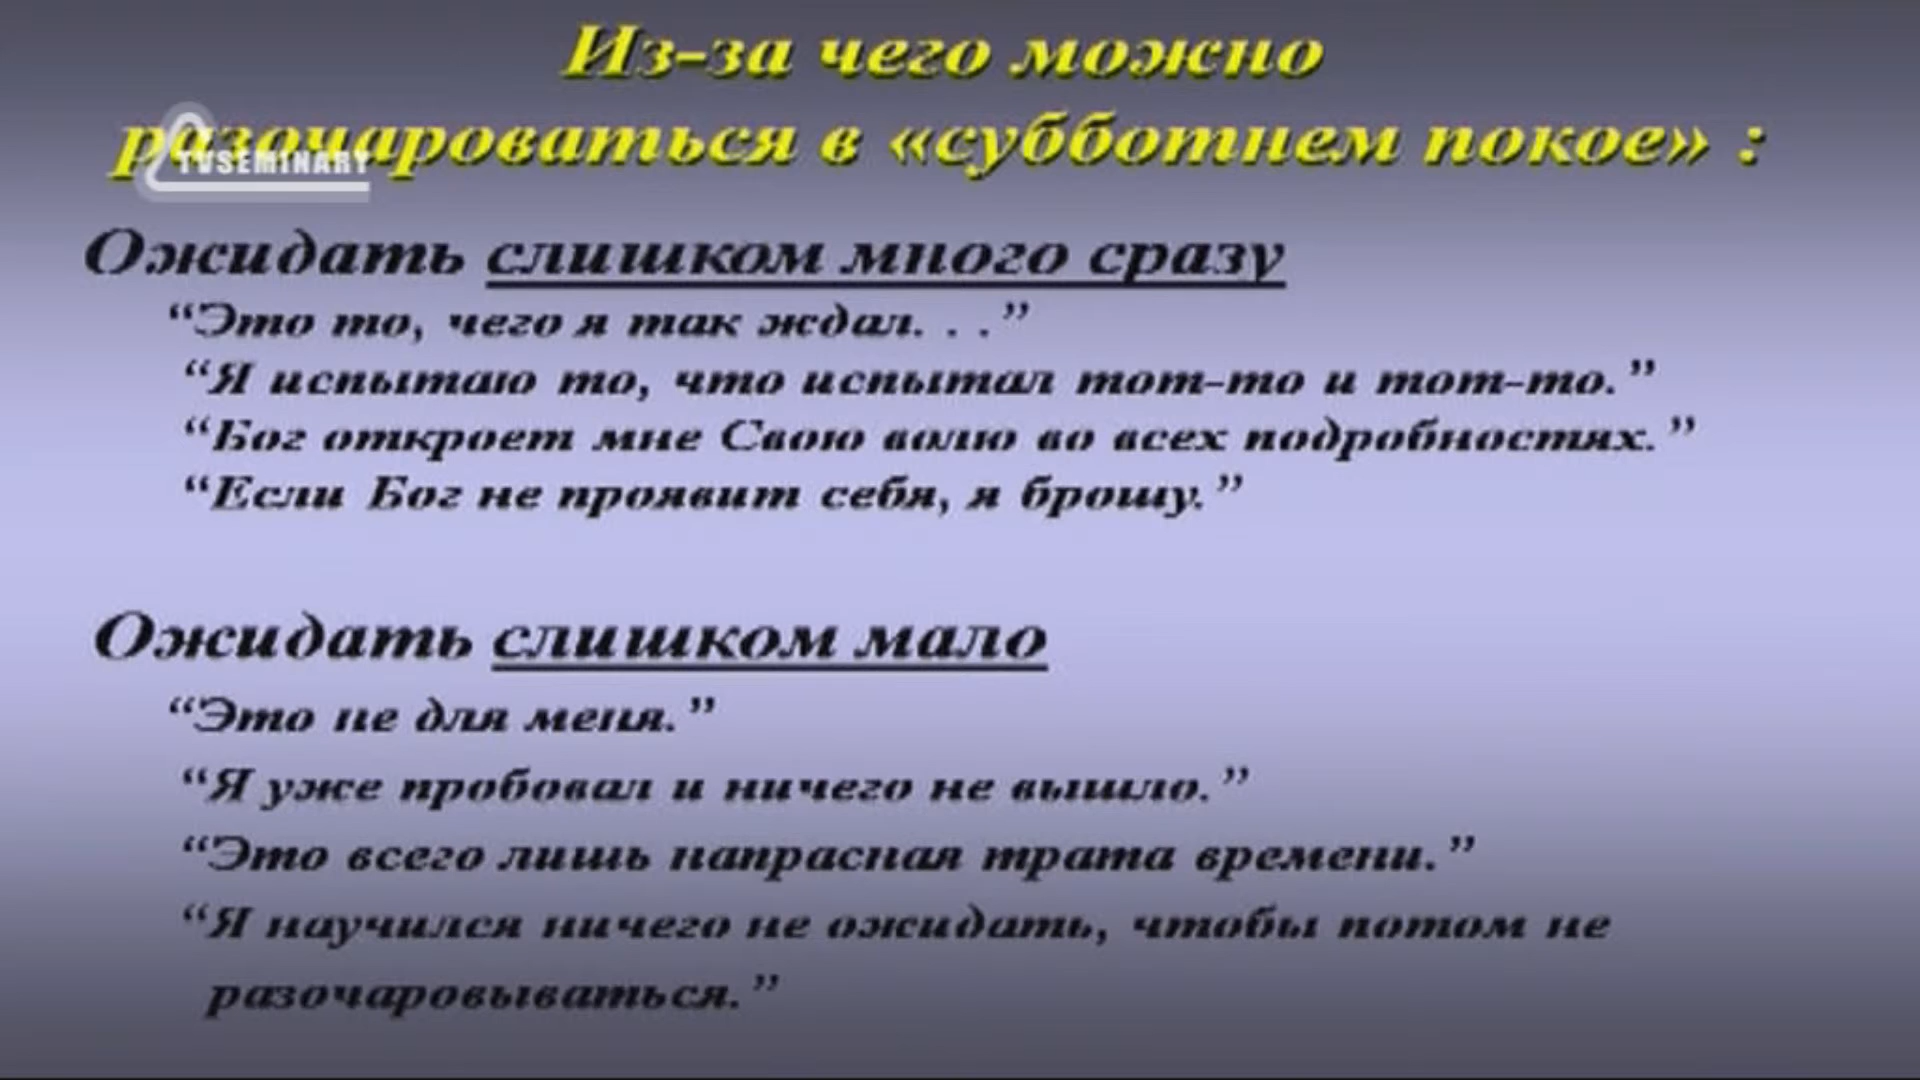 Из-за чего можно
разочароваться в «субботнем покое» :
TVSEMINARY
Ожидать слишком много сразу
“Это то, чего я так ждал. . .”
“Я испытаю то, что испытал тот-то и тот-то.”
“Бог откроет мне Свою волю во всех подробностях.”
“Если Бог не проявит себя, я брошу.”
Ожидать слишком мало
“Это не для меня.”
“Я уже пробовал и ничего не вышло.”
“Это всего лишь напрасная трата времени.”
“Я научился ничего не ожидать, чтобы потом не
разочаровываться.”